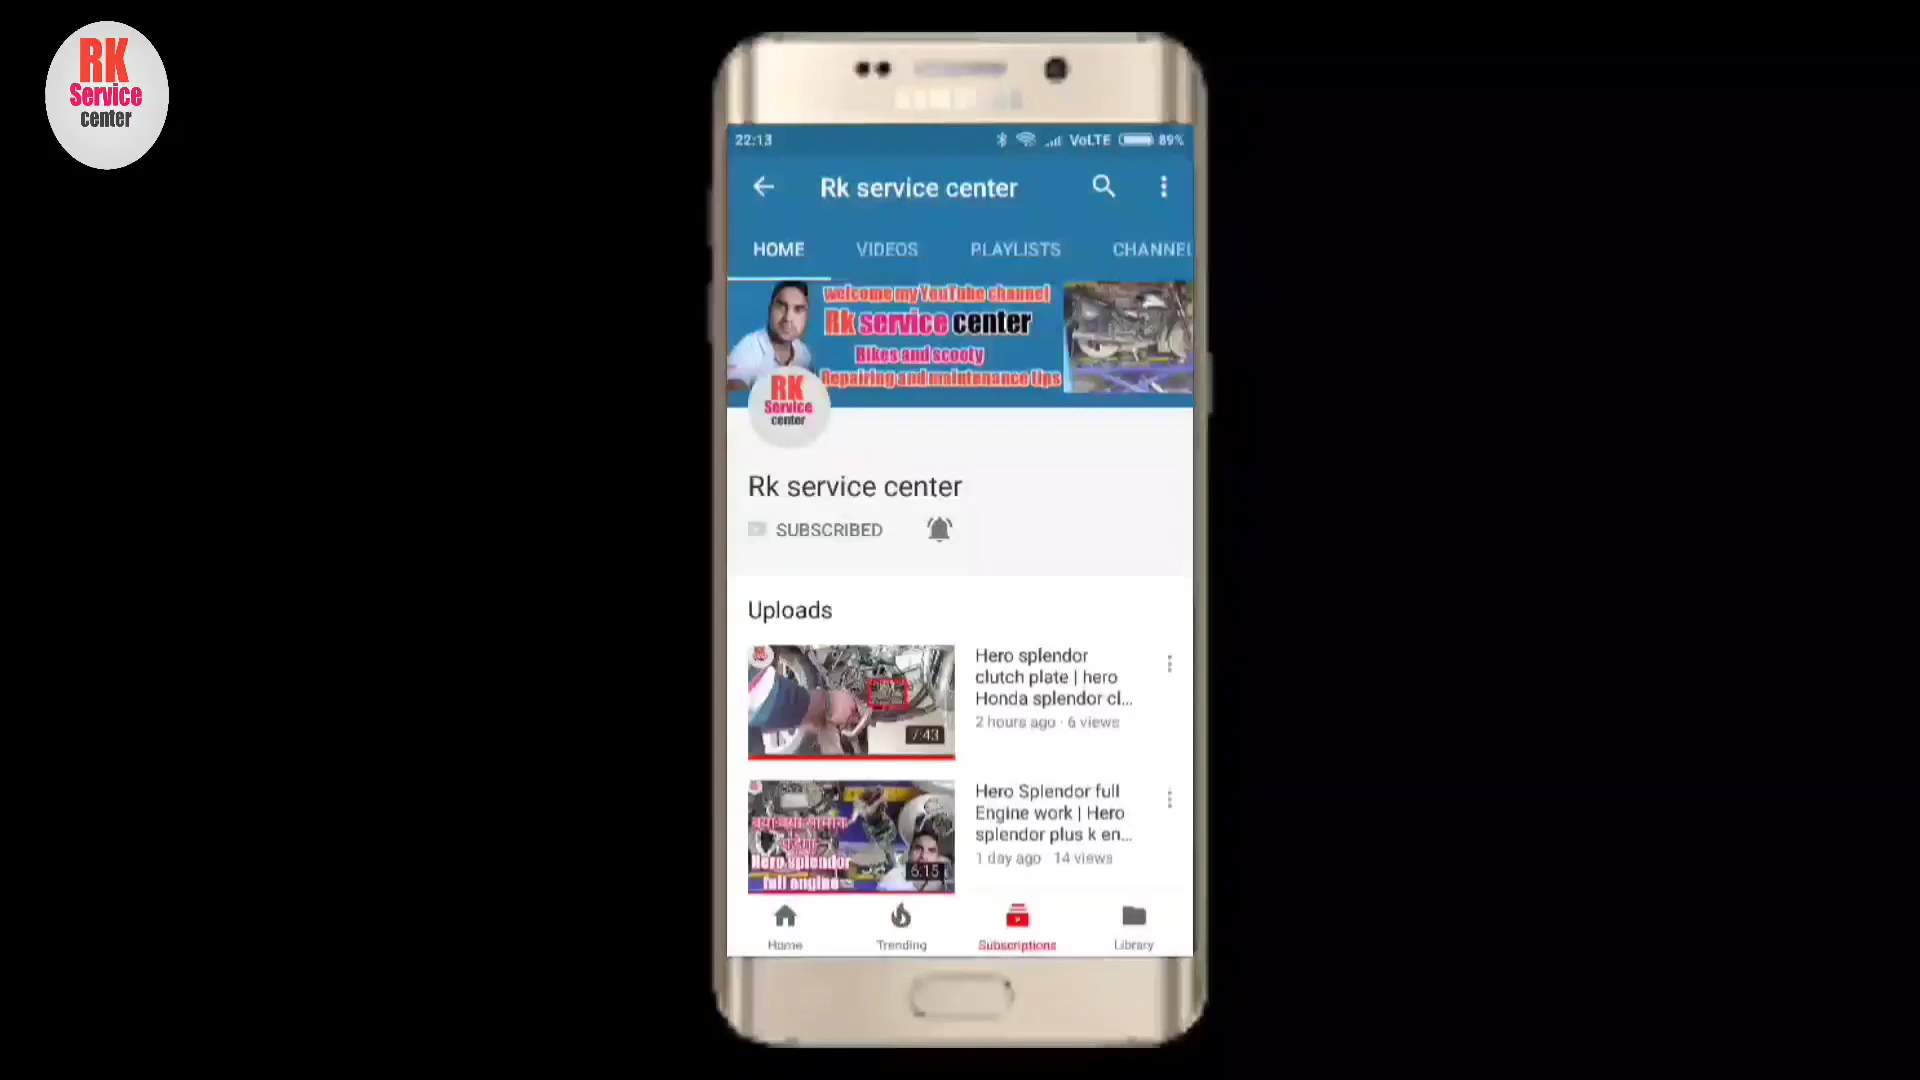 RK
Service
center
22:13
VoLTE
89%
Rk service center
HOME
VIDEOS
PLAYLISTS
CHANNEL
welcome my YouTube channel
Rk service center
Bikes and scooty
Repairing and maintenance tips
RK
Service
center
Rk service center
SUBSCRIBED
Uploads
Hero splendor
clutch plate | hero
Honda splendor cl...
2 hours ago · 6 views
7:43
Hero Splendor full
Engine work | Hero
splendor plus k en...
1 day ago · 14 views
Hero splendor
full engine
6:15
Home
Trending
Subscriptions
Library